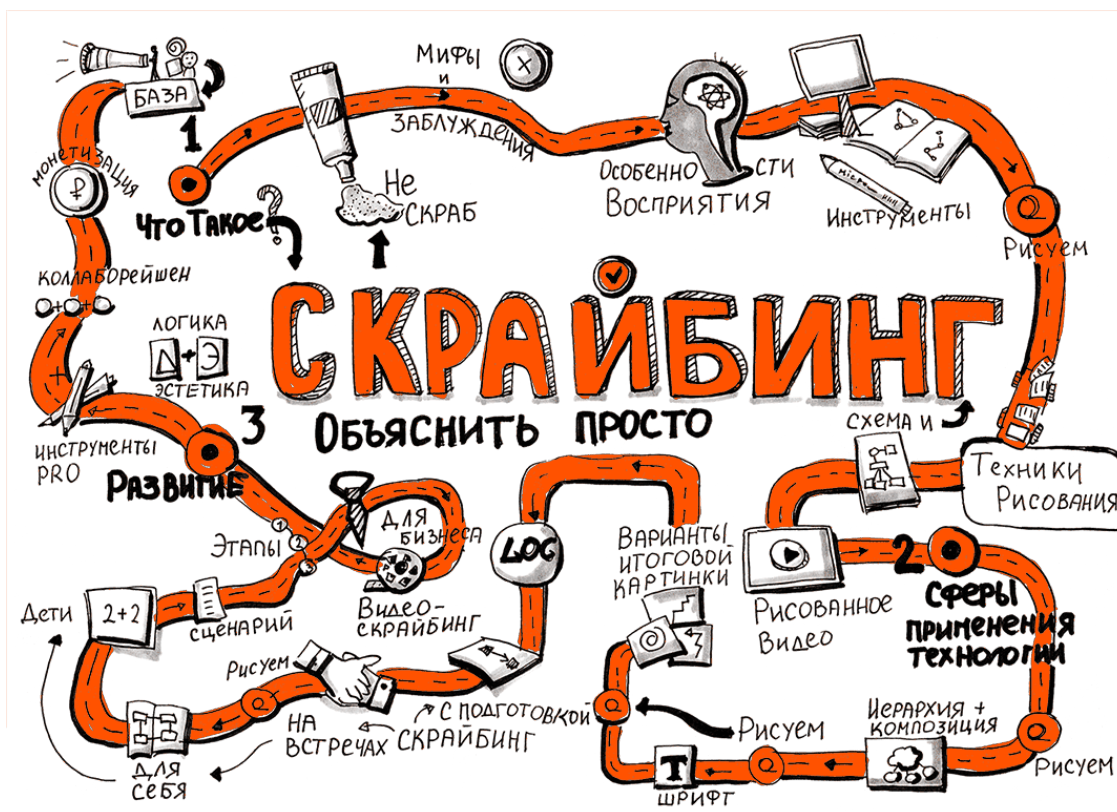 СКРАЙБИНГ
ОБЪЯСНИТЬ ПРОСТО
1
ЧТО ТАКОЕ
?
НЕ
СКРАБ
МИФЫ
И
ЗАБЛУЖДЕНИЯ
X
ОСОБЕННОСТИ
ВОСПРИЯТИЯ
ИНСТРУМЕНТЫ
РИСУЕМ
ТЕХНИКИ
РИСОВАНИЯ
СХЕМА И
РИСОВАННОЕ
ВИДЕО
2
СФЕРЫ
ПРИМЕНЕНИЯ
ТЕХНОЛОГИИ
РИСУЕМ
ИЕРАРХИЯ +
КОМПОЗИЦИЯ
РИСУЕМ
Т
ШРИФТ
ВАРИАНТЫ
ИТОГОВОЙ
КАРТИНКИ
LOG
С ПОДГОТОВКОЙ
СКРАЙБИНГ
НА
ВСТРЕЧАХ
РИСУЕМ
ДЛЯ
СЕБЯ
ДЕТИ
2+2
СЦЕНАРИЙ
ЭТАПЫ
1
2
3
ДЛЯ
БИЗНЕСА
ВИДЕО-
СКРАЙБИНГ
3
РАЗВИТИЕ
ЛОГИКА
Л+Э
ЭСТЕТИКА
ИНСТРУМЕНТЫ
PRO
КОЛЛАБОРЕЙШЕН
МОНЕТИЗАЦИЯ
₽
БАЗА